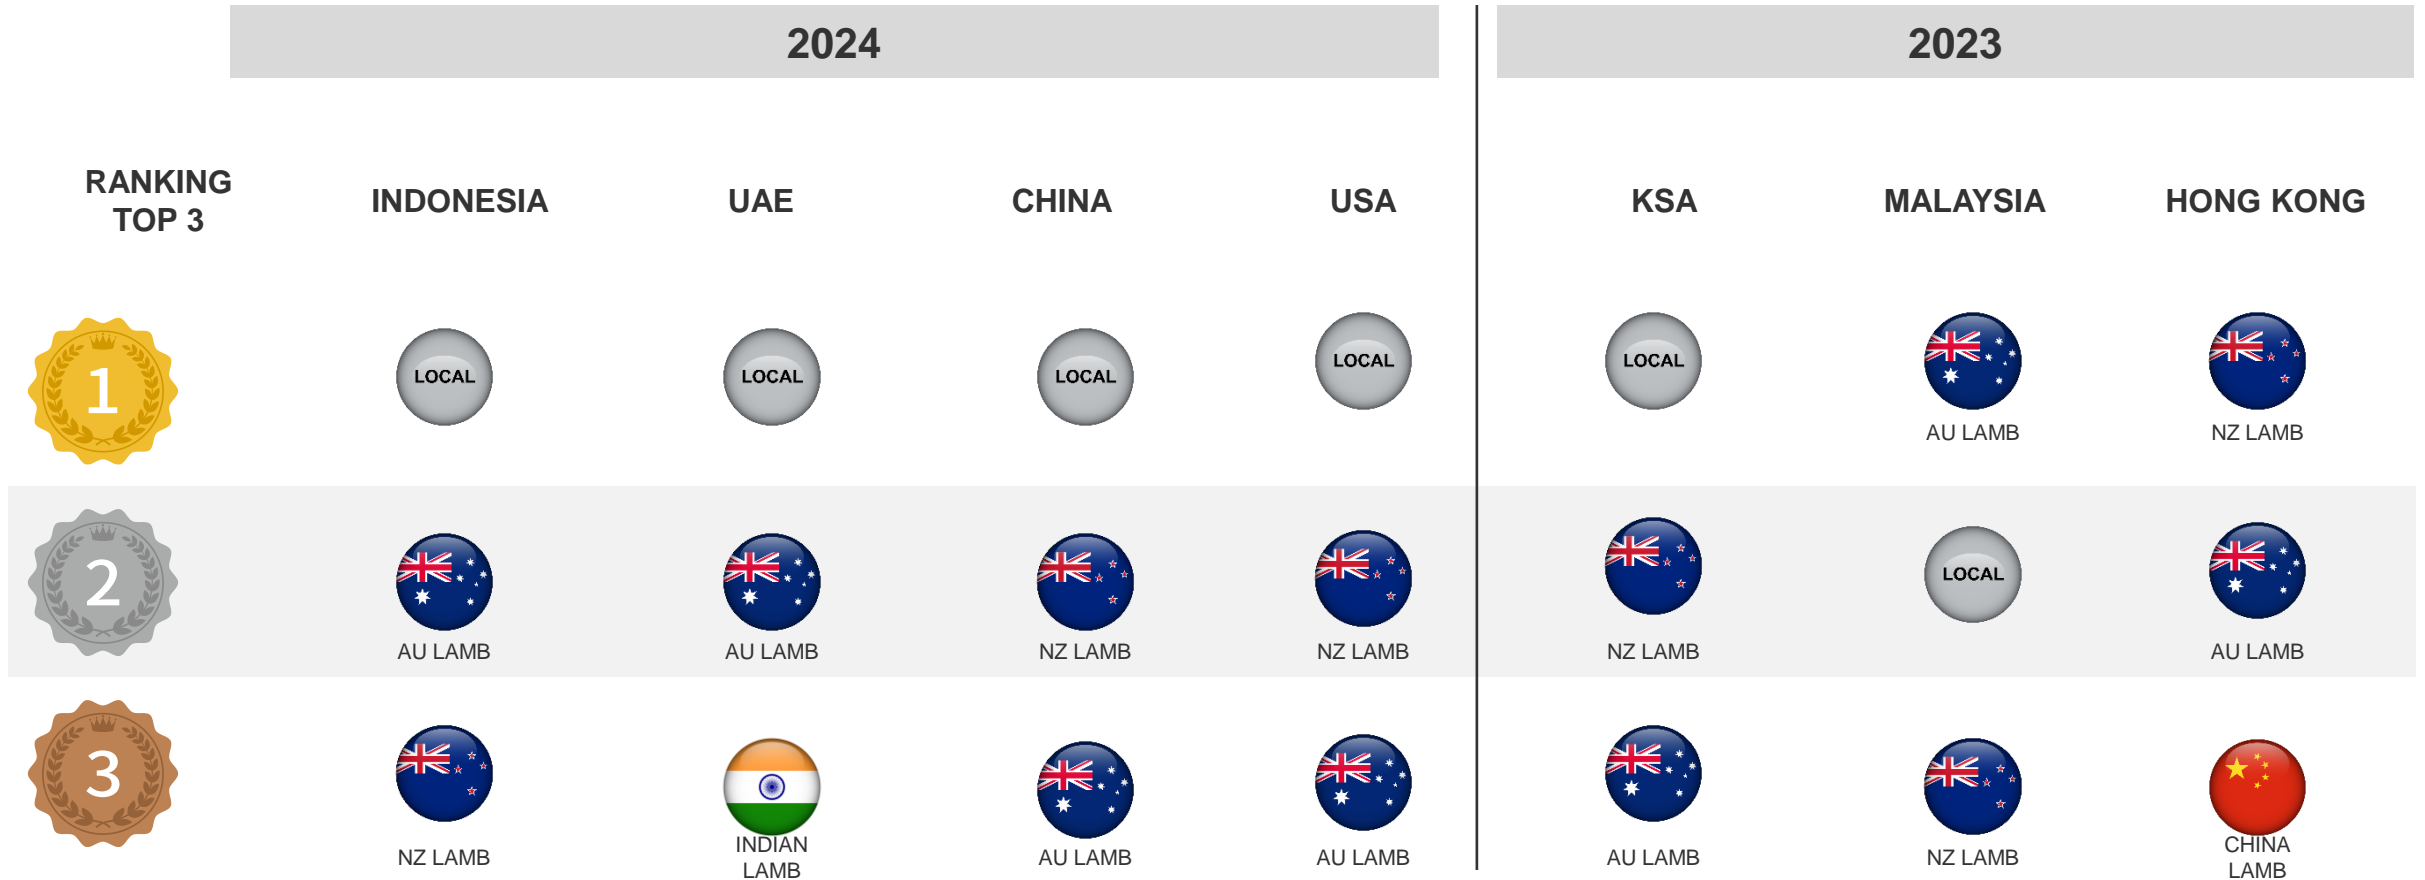 2024
2023
RANKING
TOP 3
INDONESIA
UAE
CHINA
USA
KSA
MALAYSIA
HONG KONG
1
LOCAL
LOCAL
LOCAL
LOCAL
LOCAL
AU LAMB
NZ LAMB
2
AU LAMB
AU LAMB
NZ LAMB
NZ LAMB
NZ LAMB
LOCAL
AU LAMB
3
NZ LAMB
INDIAN
LAMB
AU LAMB
AU LAMB
AU LAMB
NZ LAMB
CHINA
LAMB